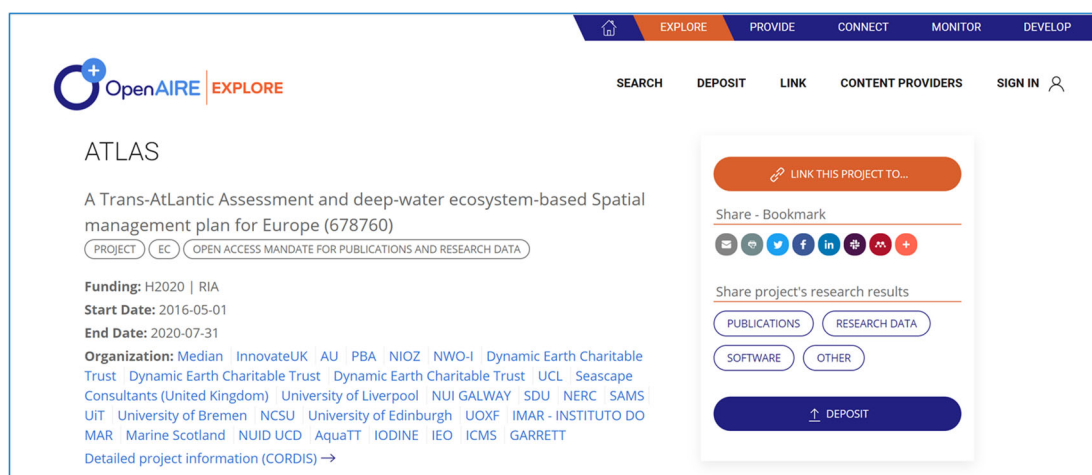 EXPLORE PROVIDE CONNECT MONITOR DEVELOP
OpenAIRE EXPLORE
SEARCH DEPOSIT LINK CONTENT PROVIDERS SIGN IN
ATLAS
A Trans-AtLantic Assessment and deep-water ecosystem-based Spatial
management plan for Europe (678760)
PROJECT EC OPEN ACCESS MANDATE FOR PUBLICATIONS AND RESEARCH DATA
Funding: H2020 | RIA
Start Date: 2016-05-01
End Date: 2020-07-31
Organization: Median InnovateUK AU PBA NIOZ NWO-I Dynamic Earth Charitable
Trust Dynamic Earth Charitable Trust Dynamic Earth Charitable Trust UCL Seascape
Consultants (United Kingdom) University of Liverpool NUI GALWAY SDU NERC SAMS
UiT University of Bremen NCSU University of Edinburgh UOXF IMAR - INSTITUTO DO
MAR Marine Scotland NUID UCD AquaTT IODINE IEO ICMS GARRETT
Detailed project information (CORDIS) →
LINK THIS PROJECT TO...
Share - Bookmark
Share project's research results
PUBLICATIONS RESEARCH DATA
SOFTWARE OTHER
DEPOSIT